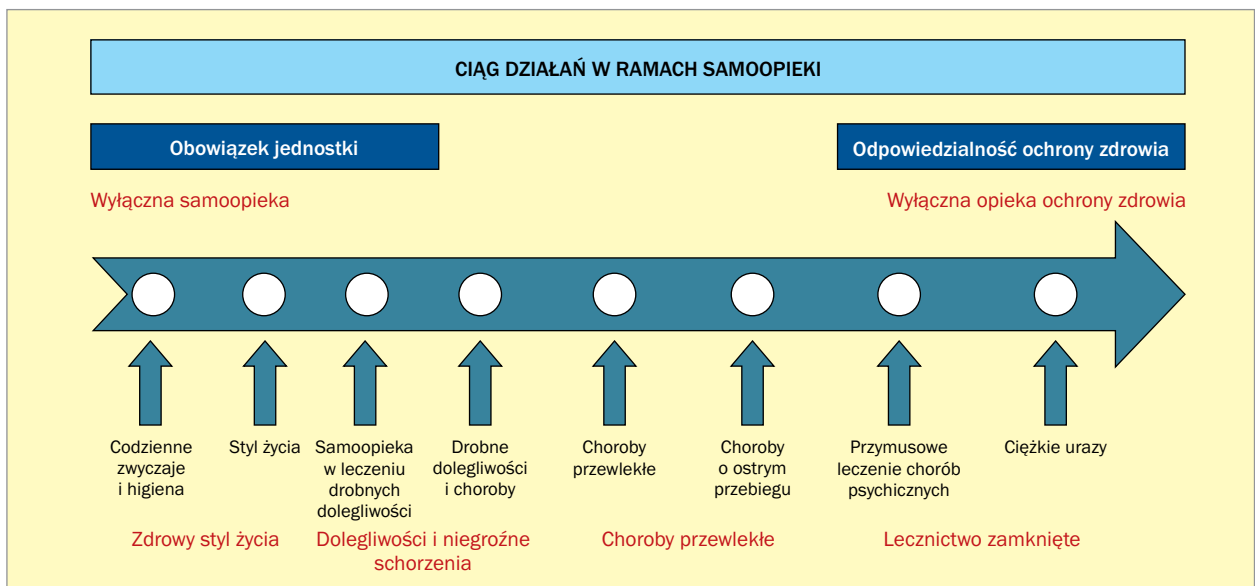 CIĄG DZIAŁAŃ W RAMACH SAMOOPIEKI
Obowiązek jednostki
Odpowiedzialność ochrony zdrowia
Wyłączna samoopieka
Wyłączna opieka ochrony zdrowia
Codzienne
zwyczaje
i higiena
Styl życia
Samoopieka
w leczeniu
drobnych
dolegliwości
Drobne
dolegliwości
i choroby
Choroby
przewlekłe
Choroby
o ostrym
przebiegu
Przymusowe
leczenie chorób
psychicznych
Ciężkie urazy
Zdrowy styl życia
Dolegliwości i niegroźne
schorzenia
Choroby przewlekłe
Lecznictwo zamknięte